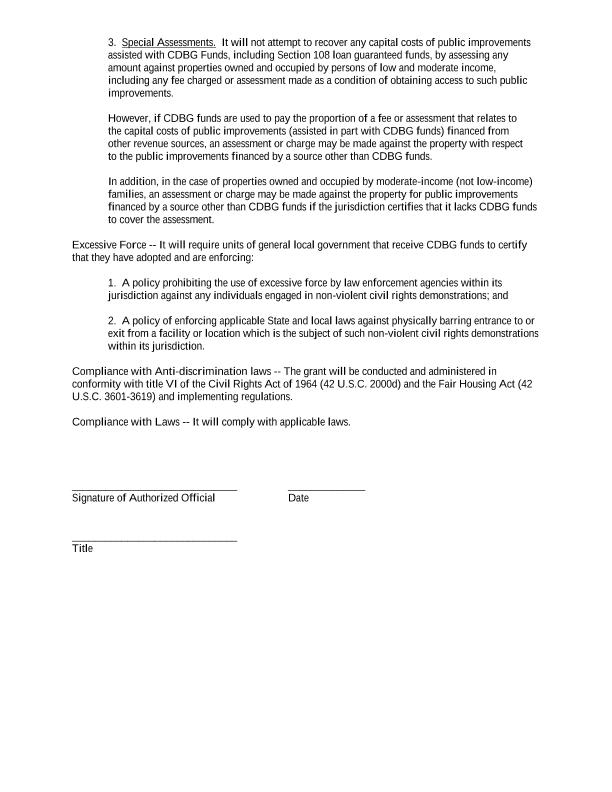 3. Special Assessments. It will not attempt to recover any capital costs of public improvements
assisted with CDBG Funds, including Section 108 loan guaranteed funds, by assessing any
amount against properties owned and occupied by persons of low and moderate income,
including any fee charged or assessment made as a condition of obtaining access to such public
improvements.
However, if CDBG funds are used to pay the proportion of a fee or assessment that relates to
the capital costs of public improvements (assisted in part with CDBG funds) financed from
other revenue sources, an assessment or charge may be made against the property with respect
to the public improvements financed by a source other than CDBG funds.
In addition, in the case of properties owned and occupied by moderate-income (not low-income)
families, an assessment or charge may be made against the property for public improvements
financed by a source other than CDBG funds if the jurisdiction certifies that it lacks CDBG funds
to cover the assessment.
Excessive Force -- It will require units of general local government that receive CDBG funds to certify
that they have adopted and are enforcing:
1. A policy prohibiting the use of excessive force by law enforcement agencies within its
jurisdiction against any individuals engaged in non-violent civil rights demonstrations; and
2. A policy of enforcing applicable State and local laws against physically barring entrance to or
exit from a facility or location which is the subject of such non-violent civil rights demonstrations
within its jurisdiction.
Compliance with Anti-discrimination laws -- The grant will be conducted and administered in
conformity with title VI of the Civil Rights Act of 1964 (42 U.S.C. 2000d) and the Fair Housing Act (42
U.S.C. 3601-3619) and implementing regulations.
Compliance with Laws -- It will comply with applicable laws.
Signature of Authorized Official Date
Title